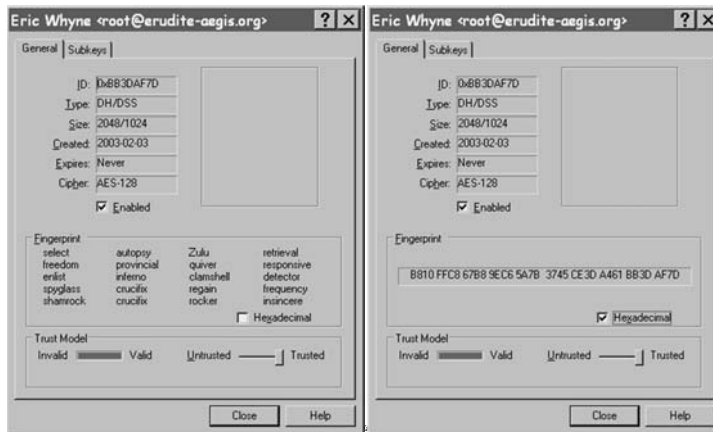 Eric Whyne <root@erudite-aegis.org> ? ×
General Subkeys
ID: 0xBB3DAF7D
Type: DH/DSS
Size: 2048/1024
Created: 2003-02-03
Expires: Never
Cipher: AES-128
Enabled
Fingerprint
select autopsy Zulu retrieval
freedom provincial quiver responsive
enlist inferno clamshell detector
spyglass crucifix regain frequency
shamrock crucifix rocker insincere
Hexadecimal
Trust Model
Invalid Valid Untrusted Trusted
Close Help
Eric Whyne <root@erudite-aegis.org> ? ×
General Subkeys
ID: 0xBB3DAF7D
Type: DH/DSS
Size: 2048/1024
Created: 2003-02-03
Expires: Never
Cipher: AES-128
Enabled
Fingerprint
B810 FFC8 67B8 9EC6 5A7B 3745 CE3D A461 BB3D AF7D
Hexadecimal
Trust Model
Invalid Valid Untrusted Trusted
Close Help